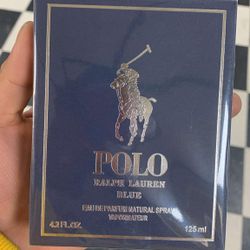 POLO
RALPH LAUREN
BLUE
EAU DE PARFUM NATURAL SPRAY
VAPORISATEUR
4.2 FL.OZ. 125 ml